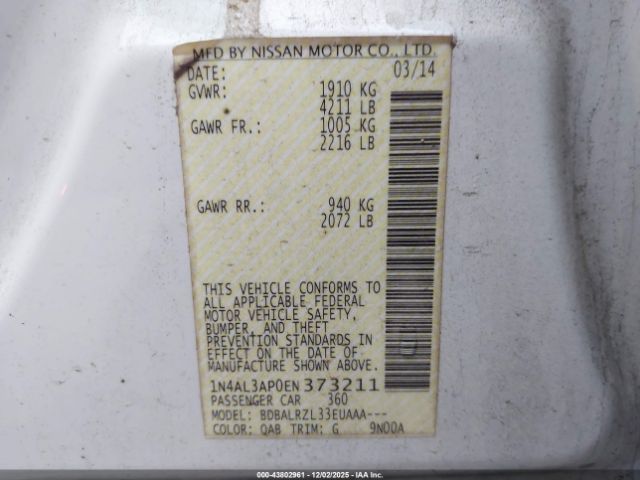 MFD BY NISSAN MOTOR CO., LTD.
DATE: 03/14
GVWR: 1910 KG
4211 LB
GAWR FR.: 1005 KG
2216 LB
GAWR RR.: 940 KG
2072 LB
THIS VEHICLE CONFORMS TO
ALL APPLICABLE FEDERAL
MOTOR VEHICLE SAFETY,
BUMPER, AND THEFT
PREVENTION STANDARDS IN
EFFECT ON THE DATE OF
MANUFACTURE SHOWN ABOVE.
1N4AL3AP0EN373211
PASSENGER CAR 360
MODEL: BDBALRZL33EUAAA---
COLOR: QAB TRIM: G 9N00A
000-43802961 - 12/02/2025 - IAAI.COM